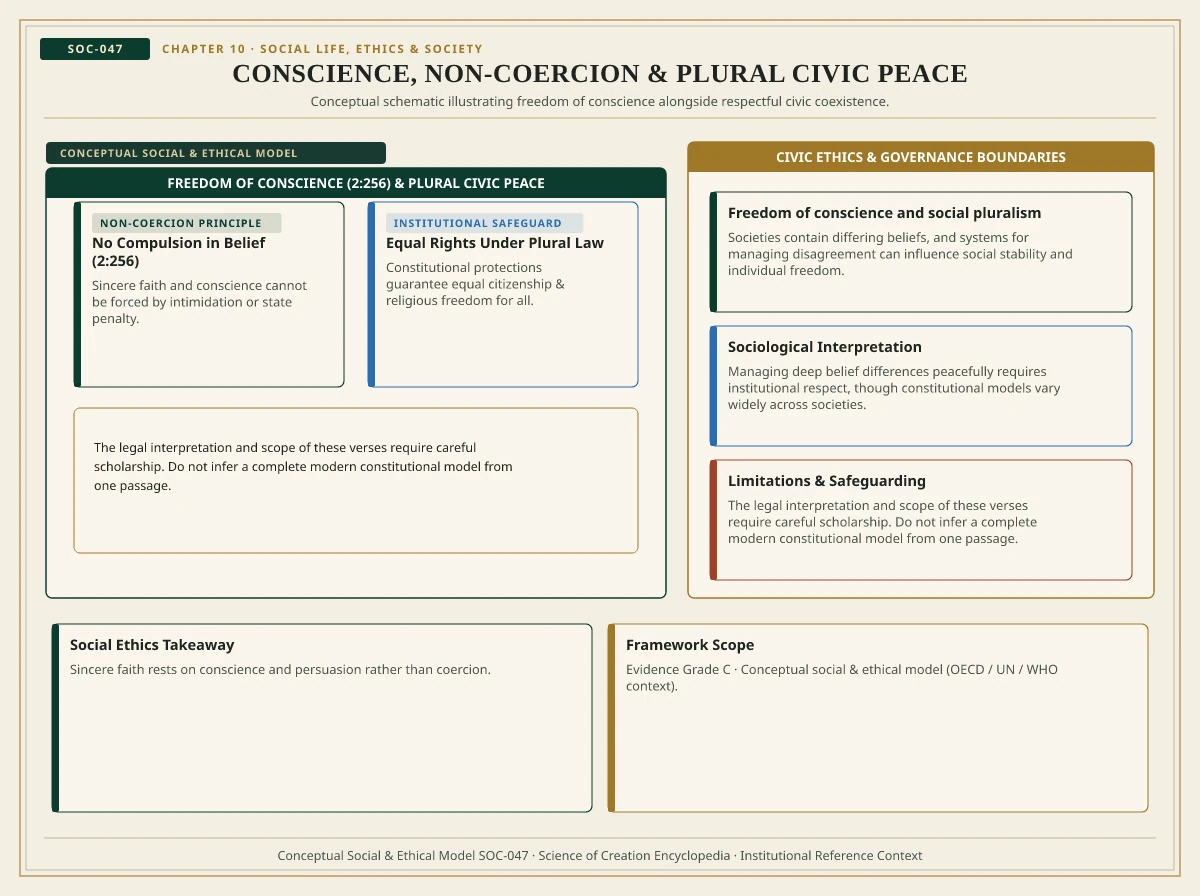 SOC-047
CHAPTER 10 · SOCIAL LIFE, ETHICS & SOCIETY
CONSCIENCE, NON-COERCION & PLURAL CIVIC PEACE
Conceptual schematic illustrating freedom of conscience alongside respectful civic coexistence.
CONCEPTUAL SOCIAL & ETHICAL MODEL
FREEDOM OF CONSCIENCE (2:256) & PLURAL CIVIC PEACE
NON-COERCION PRINCIPLE
No Compulsion in Belief
(2:256)
Sincere faith and conscience cannot
be forced by intimidation or state
penalty.
INSTITUTIONAL SAFEGUARD
Equal Rights Under Plural Law
Constitutional protections
guarantee equal citizenship &
religious freedom for all.
The legal interpretation and scope of these verses require careful
scholarship. Do not infer a complete modern constitutional model from
one passage.
CIVIC ETHICS & GOVERNANCE BOUNDARIES
Freedom of conscience and social pluralism
Societies contain differing beliefs, and systems for
managing disagreement can influence social stability and
individual freedom.
Sociological Interpretation
Managing deep belief differences peacefully requires
institutional respect, though constitutional models vary
widely across societies.
Limitations & Safeguarding
The legal interpretation and scope of these verses
require careful scholarship. Do not infer a complete
modern constitutional model from one passage.
Social Ethics Takeaway
Sincere faith rests on conscience and persuasion rather than coercion.
Framework Scope
Evidence Grade C · Conceptual social & ethical model (OECD / UN / WHO
context).
Conceptual Social & Ethical Model SOC-047 · Science of Creation Encyclopedia · Institutional Reference Context